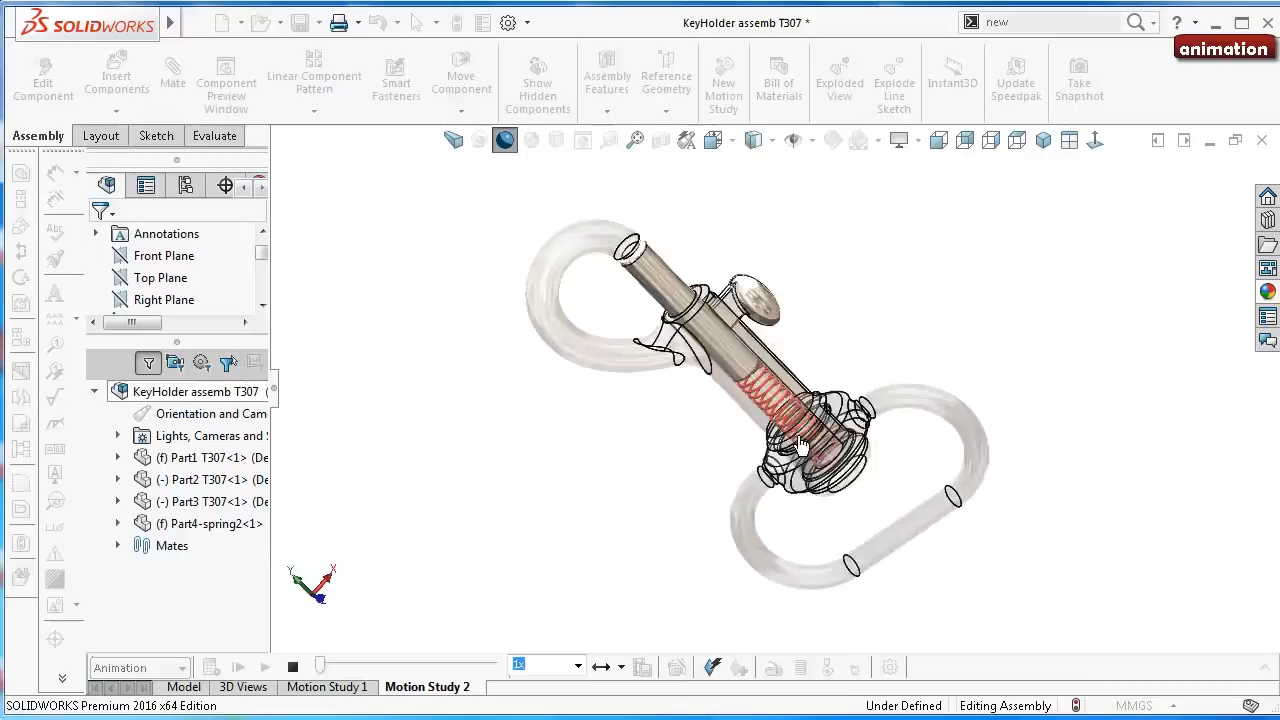 SOLIDWORKS
KeyHolder assemb T307 *
new
animation
Edit Component
Insert Components
Mate
Component Preview Window
Linear Component Pattern
Smart Fasteners
Move Component
Show Hidden Components
Assembly Features
Reference Geometry
New Motion Study
Bill of Materials
Exploded View
Explode Line Sketch
Instant3D
Update Speedpak
Take Snapshot
Assembly
Layout
Sketch
Evaluate
Annotations
Front Plane
Top Plane
Right Plane
KeyHolder assemb T307 (
Orientation and Cam
Lights, Cameras and
(f) Part1 T307<1> (De
(-) Part2 T307<1> (De
(-) Part3 T307<1> (De
(f) Part4-spring2<1>
Mates
Y
X
Animation
1x
Model
3D Views
Motion Study 1
Motion Study 2
SOLIDWORKS Premium 2016 x64 Edition
Under Defined
Editing Assembly
MMGS